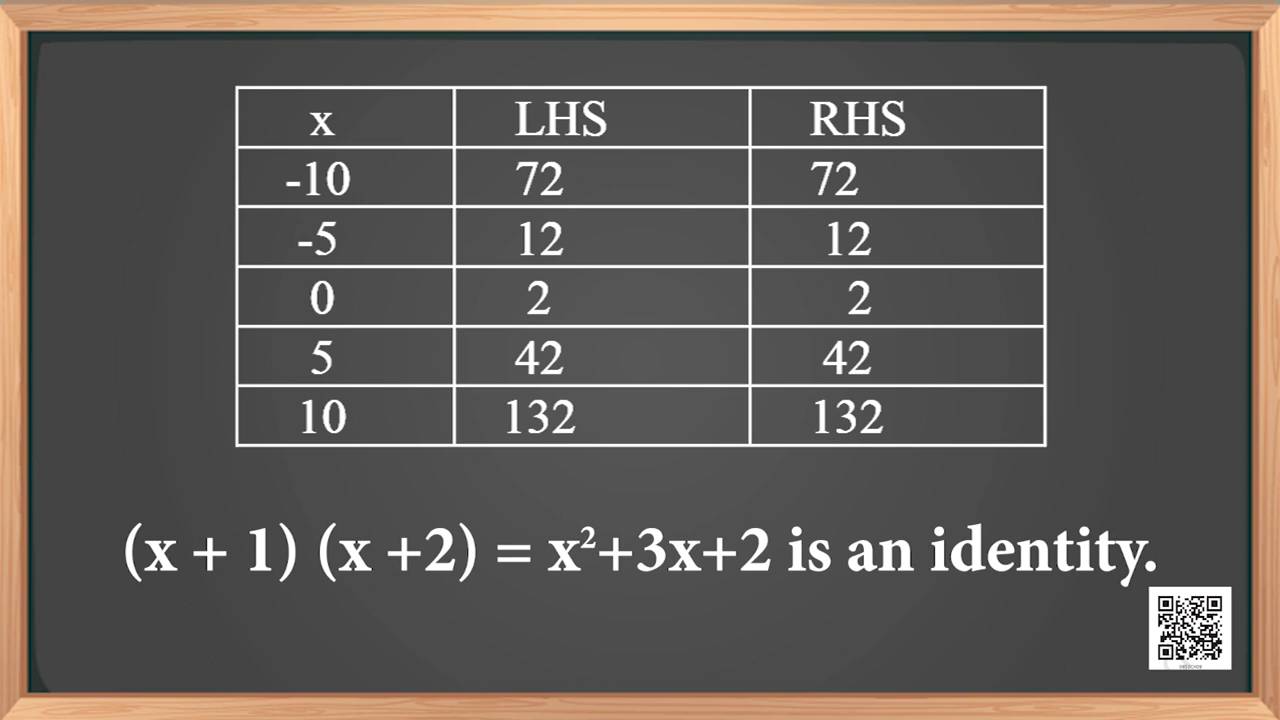 x LHS RHS
-10 72 72
-5 12 12
0 2 2
5 42 42
10 132 132
(x + 1) (x +2) = x²+3x+2 is an identity.